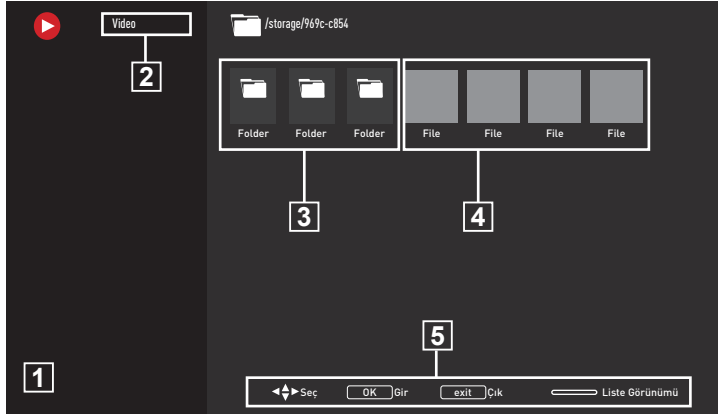 Video
/storage/969c-c854
2
Folder Folder Folder File File File File
3 4
5
1
Seç OK Gir exit Çık Liste Görünümü